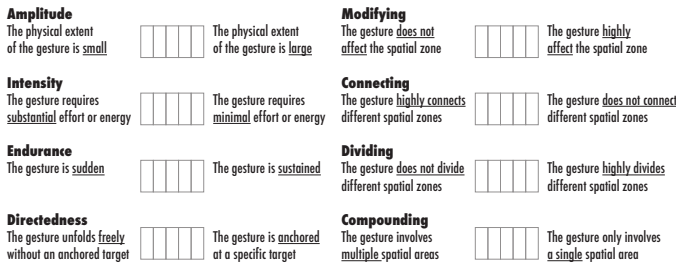 Amplitude
The physical extent
of the gesture is small
The physical extent
of the gesture is large
Intensity
The gesture requires
substantial effort or energy
The gesture requires
minimal effort or energy
Endurance
The gesture is sudden
The gesture is sustained
Directedness
The gesture unfolds freely
without an anchored target
The gesture is anchored
at a specific target
Modifying
The gesture does not
affect the spatial zone
The gesture highly
affect the spatial zone
Connecting
The gesture highly connects
different spatial zones
The gesture does not connect
different spatial zones
Dividing
The gesture does not divide
different spatial zones
The gesture highly divides
different spatial zones
Compounding
The gesture involves
multiple spatial areas
The gesture only involves
a single spatial area